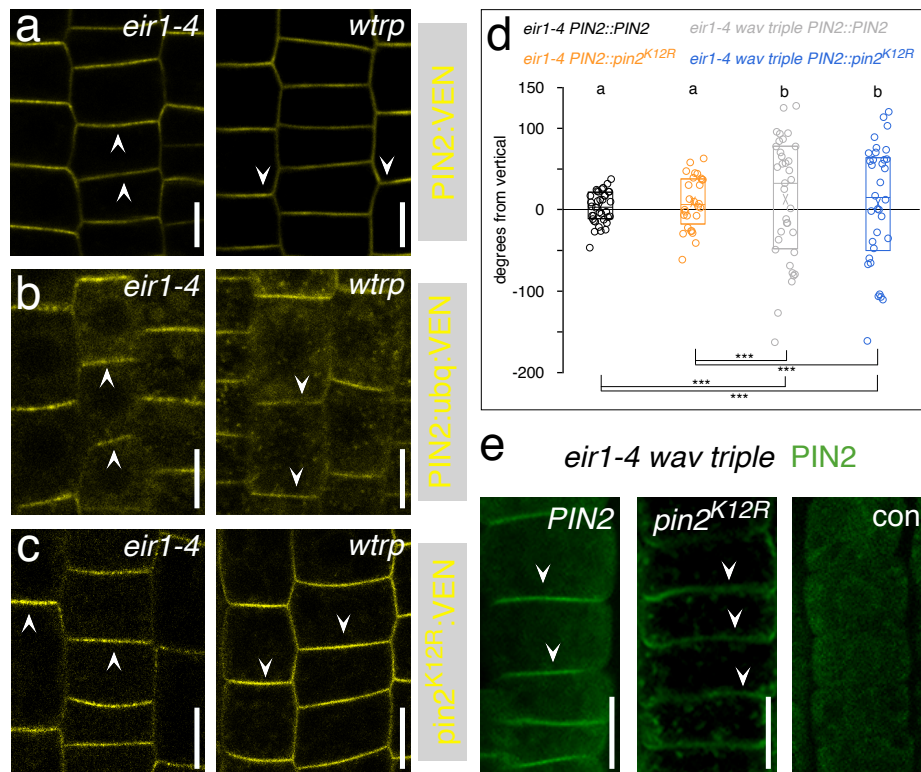 a
eir1-4
wtrp
PIN2:VEN
b
eir1-4
wtrp
PIN2:ubq:VEN
c
eir1-4
wtrp
pin2K12R:VEN
d
eir1-4 PIN2::PIN2
eir1-4 wav triple PIN2::PIN2
eir1-4 PIN2::pin2K12R
eir1-4 wav triple PIN2::pin2K12R
degrees from vertical
150
100
0
-100
-200
a
a
b
b
***
***
***
***
e
eir1-4 wav triple PIN2
PIN2
pin2K12R
con